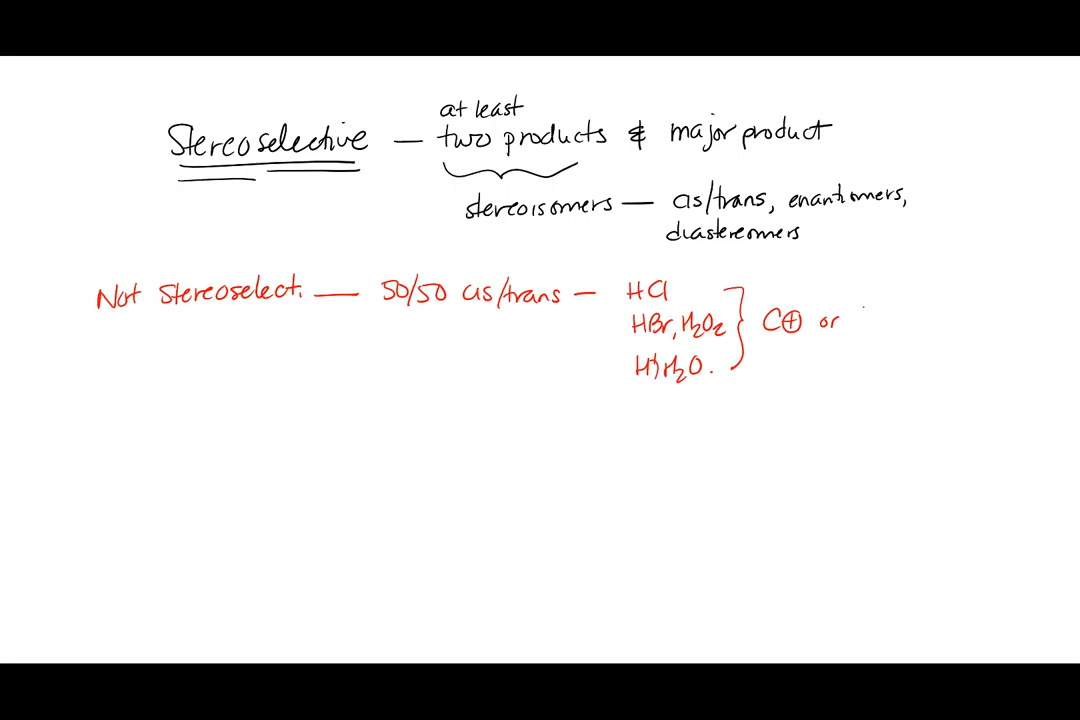 at least
Stereoselective — two products & major product
stereoisomers — cis/trans, enantiomers,
diastereomers
Not Stereoselect. — 50/50 cis/trans — HCl
HBr, H₂O₂ } C⊕ or
H⁺, H₂O.